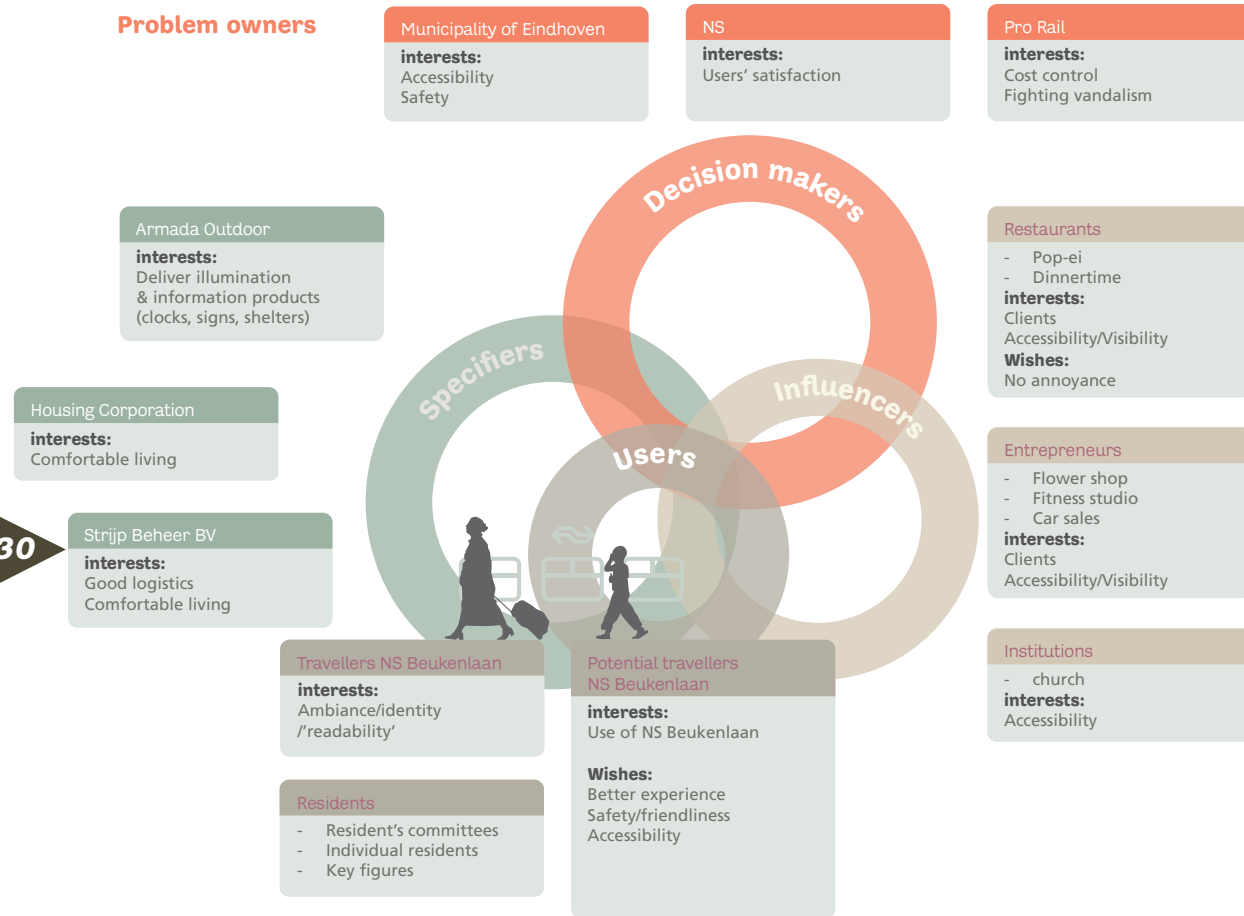 Problem owners
Municipality of Eindhoven
interests:
Accessibility
Safety
NS
interests:
Users' satisfaction
Pro Rail
interests:
Cost control
Fighting vandalism
Decision makers
Armada Outdoor
interests:
Deliver illumination
& information products
(clocks, signs, shelters)
Specifiers
Influencers
Users
Restaurants
- Pop-ei
- Dinnertime
interests:
Clients
Accessibility/Visibility
Wishes:
No annoyance
Housing Corporation
interests:
Comfortable living
Entrepreneurs
- Flower shop
- Fitness studio
- Car sales
interests:
Clients
Accessibility/Visibility
30
Strijp Beheer BV
interests:
Good logistics
Comfortable living
Institutions
- church
interests:
Accessibility
Travellers NS Beukenlaan
interests:
Ambiance/identity
/'readability'
Potential travellers
NS Beukenlaan
interests:
Use of NS Beukenlaan
Wishes:
Better experience
Safety/friendliness
Accessibility
Residents
- Resident's committees
- Individual residents
- Key figures